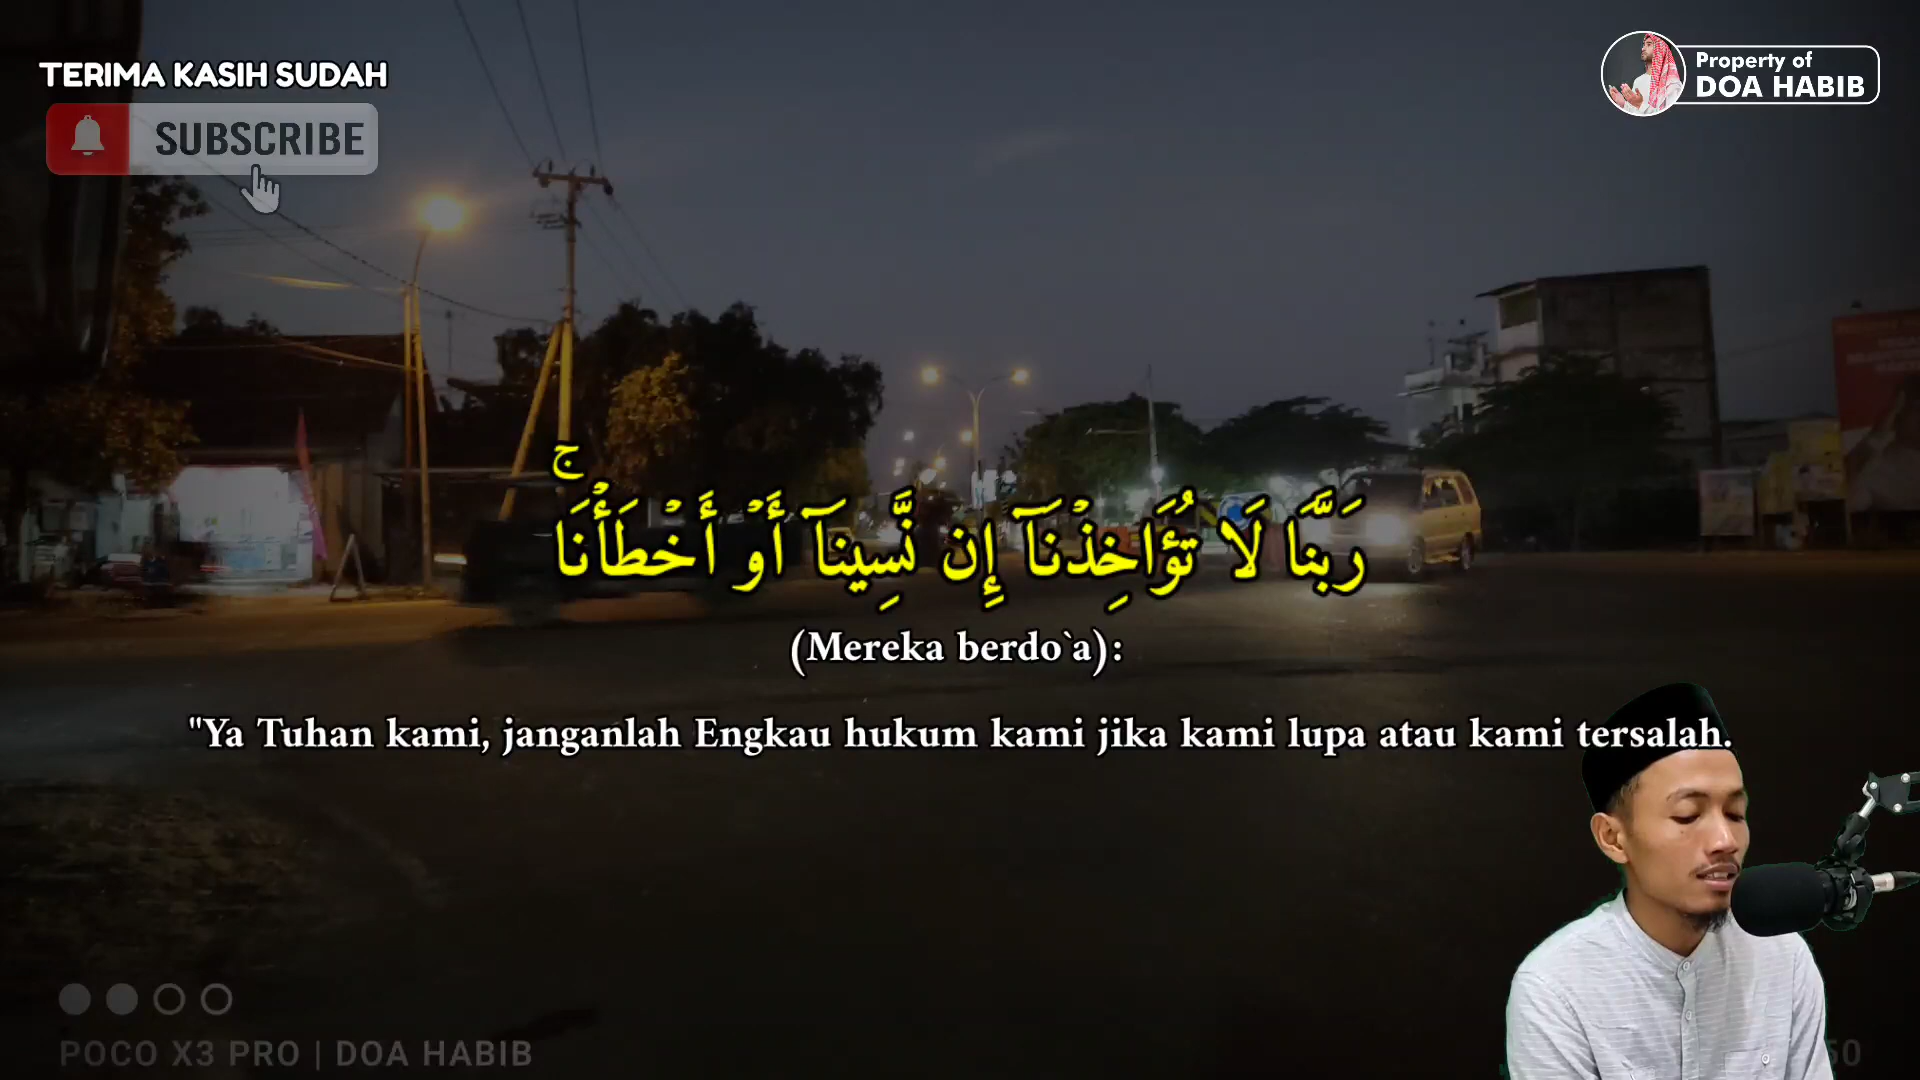 TERIMA KASIH SUDAH
SUBSCRIBE
Property of
DOA HABIB
رَبَّنَا لَا تُؤَاخِذْنَآ إِن نَّسِينَآ أَوْ أَخْطَأْنَا ۚ
(Mereka berdo`a):
"Ya Tuhan kami, janganlah Engkau hukum kami jika kami lupa atau kami tersalah.
POCO X3 PRO | DOA HABIB